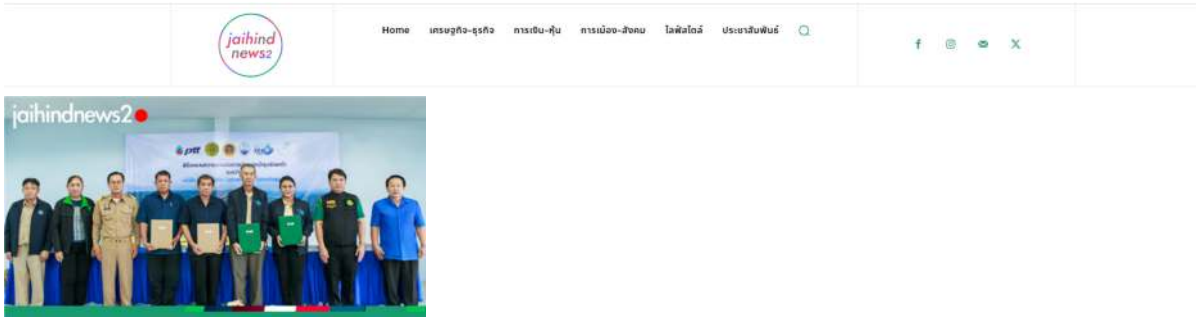 jaihind
news2
Home เศรษฐกิจ-ธุรกิจ การเงิน-หุ้น การเมือง-สังคม ไลฟ์สไตล์ ประชาสัมพันธ์
jaihindnews2
ptt